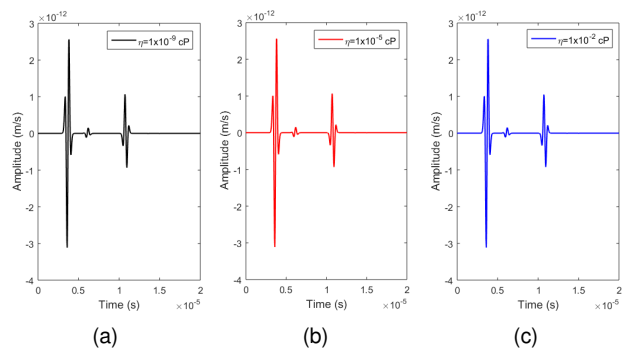 ×10⁻¹² ×10⁻¹² ×10⁻¹²
η=1x10⁻⁹ cP η=1x10⁻⁵ cP η=1x10⁻² cP
3 3 3
2 2 2
1 1 1
0 0 0
-1 -1 -1
-2 -2 -2
-3 -3 -3
-4 -4 -4
Amplitude (m/s) Amplitude (m/s) Amplitude (m/s)
0 0.5 1 1.5 2 0 0.5 1 1.5 2 0 0.5 1 1.5 2
Time (s) ×10⁻⁵ Time (s) ×10⁻⁵ Time (s) ×10⁻⁵
(a) (b) (c)